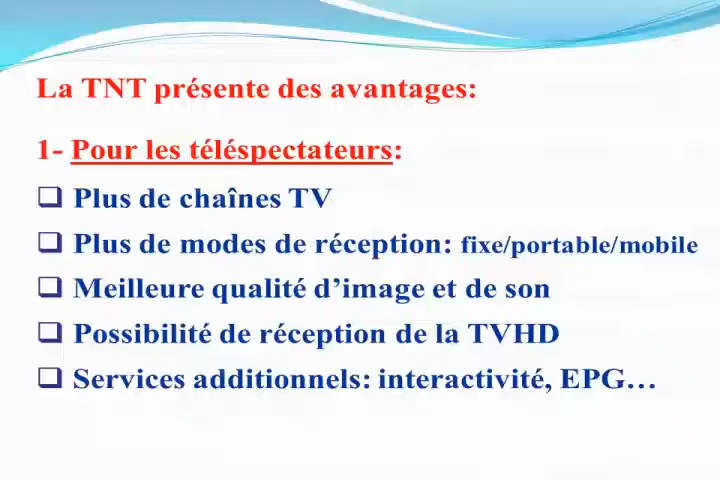 La TNT présente des avantages:
1- Pour les téléspectateurs:
❑ Plus de chaînes TV
❑ Plus de modes de réception: fixe/portable/mobile
❑ Meilleure qualité d’image et de son
❑ Possibilité de réception de la TVHD
❑ Services additionnels: interactivité, EPG…